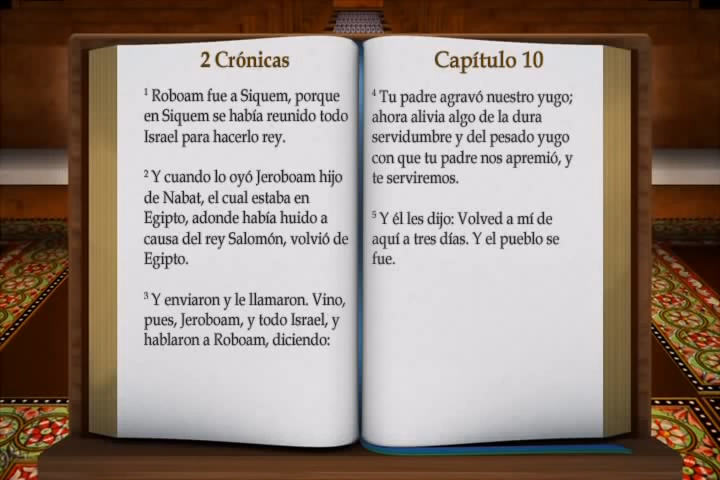 2 Crónicas
1 Roboam fue a Siquem, porque
en Siquem se había reunido todo
Israel para hacerlo rey.
2 Y cuando lo oyó Jeroboam hijo
de Nabat, el cual estaba en
Egipto, adonde había huido a
causa del rey Salomón, volvió de
Egipto.
3 Y enviaron y le llamaron. Vino,
pues, Jeroboam, y todo Israel, y
hablaron a Roboam, diciendo:
Capítulo 10
4 Tu padre agravó nuestro yugo;
ahora alivia algo de la dura
servidumbre y del pesado yugo
con que tu padre nos apremió, y
te serviremos.
5 Y él les dijo: Volved a mí de
aquí a tres días. Y el pueblo se
fue.